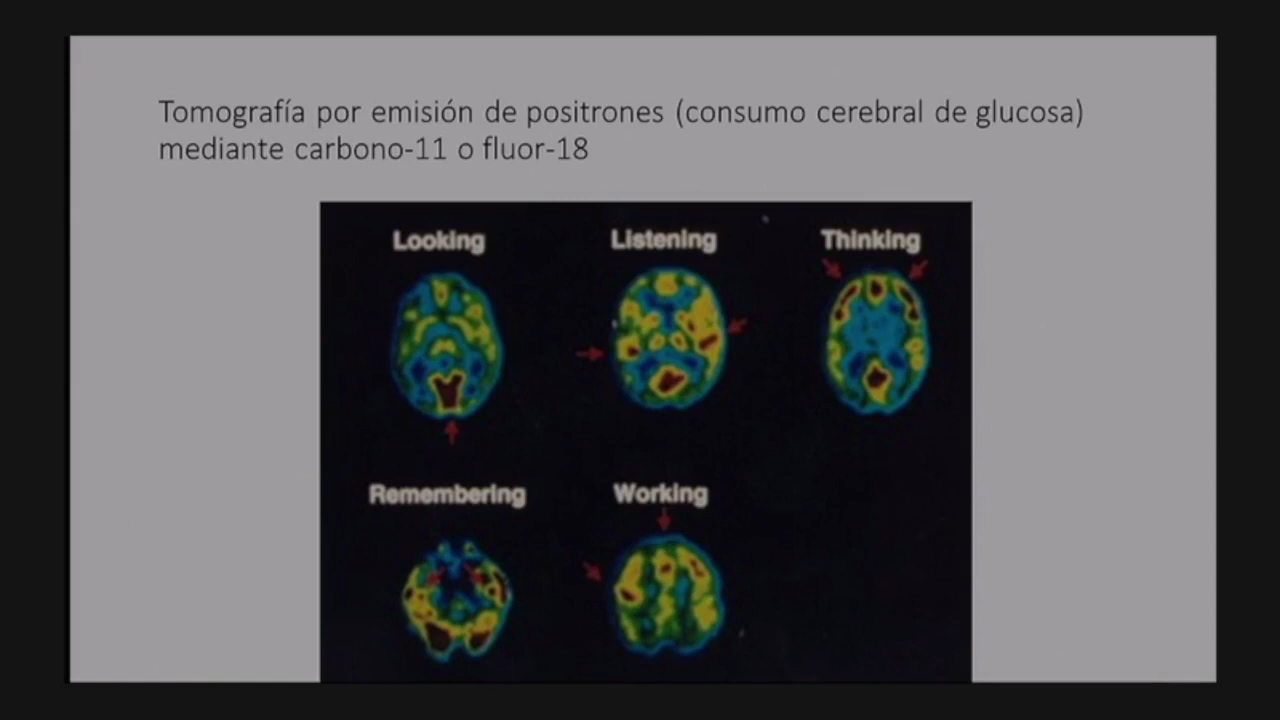 Tomografía por emisión de positrones (consumo cerebral de glucosa)
mediante carbono-11 o fluor-18
Looking
Listening
Thinking
Remembering
Working